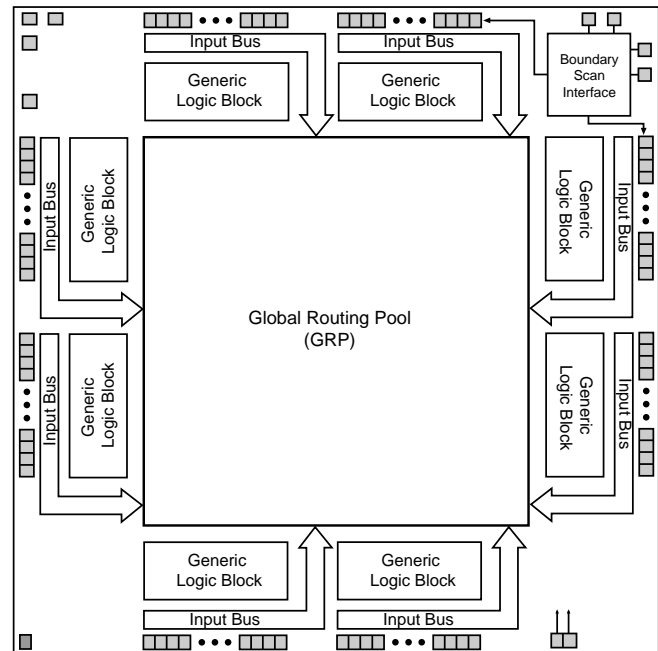 Input Bus
Input Bus
Generic
Logic Block
Generic
Logic Block
Boundary
Scan
Interface
Input Bus
Generic
Logic Block
Generic
Logic Block
Input Bus
Global Routing Pool
(GRP)
Input Bus
Generic
Logic Block
Generic
Logic Block
Input Bus
Generic
Logic Block
Generic
Logic Block
Input Bus
Input Bus